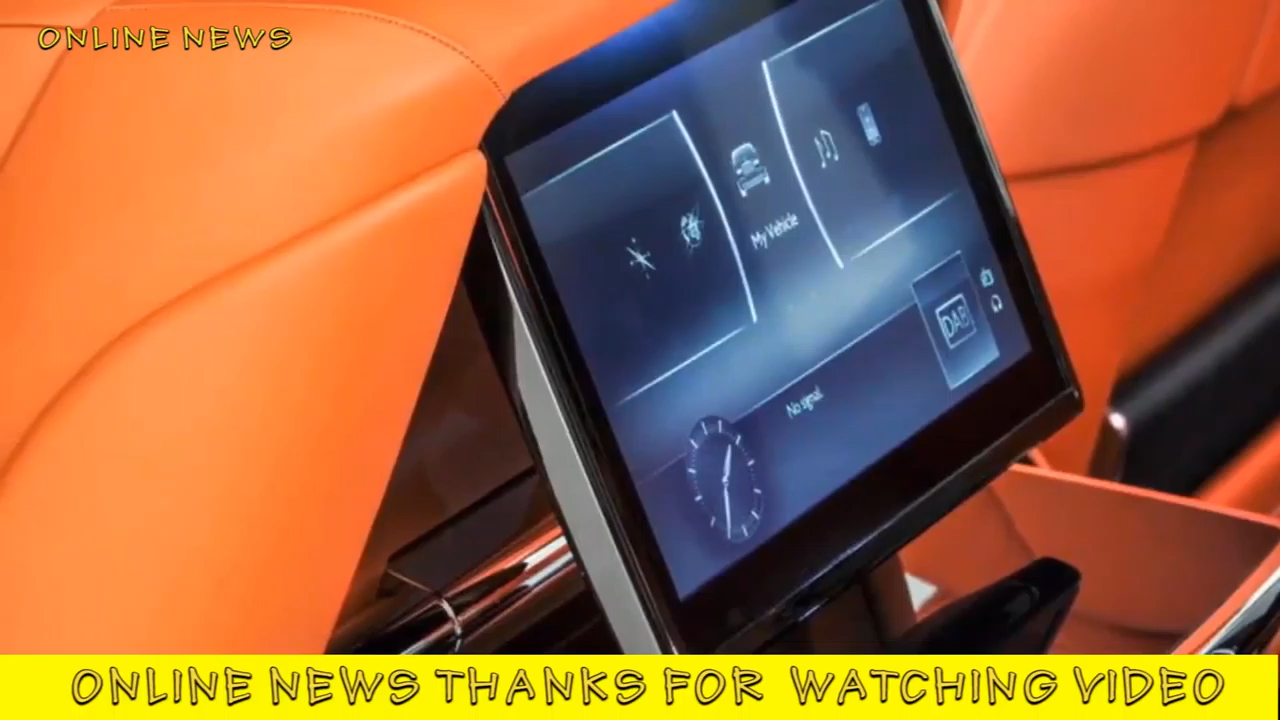 ONLINE NEWS
My Vehicle
DAB
No signal
ONLINE NEWS THANKS FOR WATCHING VIDEO